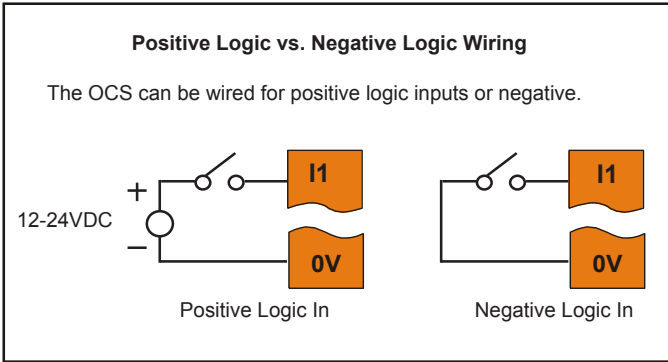 Positive Logic vs. Negative Logic Wiring
The OCS can be wired for positive logic inputs or negative.
I1
+
12-24VDC
–
0V
Positive Logic In
I1
0V
Negative Logic In